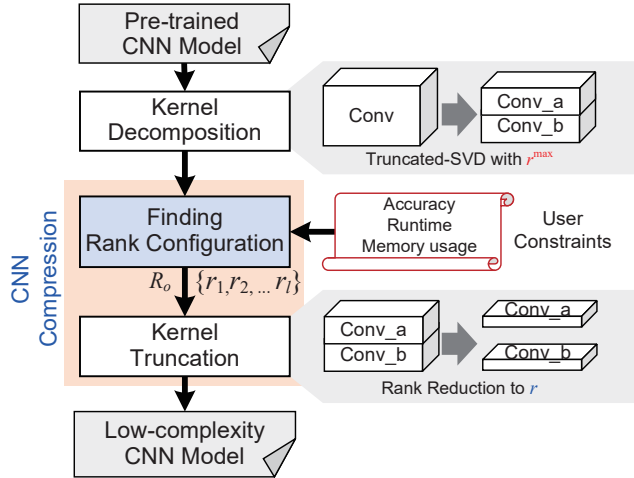 Pre-trained
CNN Model
Kernel
Decomposition
Conv
Conv_a
Conv_b
Truncated-SVD with r^max
CNN
Compression
Finding
Rank Configuration
Accuracy
Runtime
Memory usage
User
Constraints
R_o {r_1,r_2, ... r_l}
Kernel
Truncation
Conv_a
Conv_b
Conv_a
Conv_b
Rank Reduction to r
Low-complexity
CNN Model